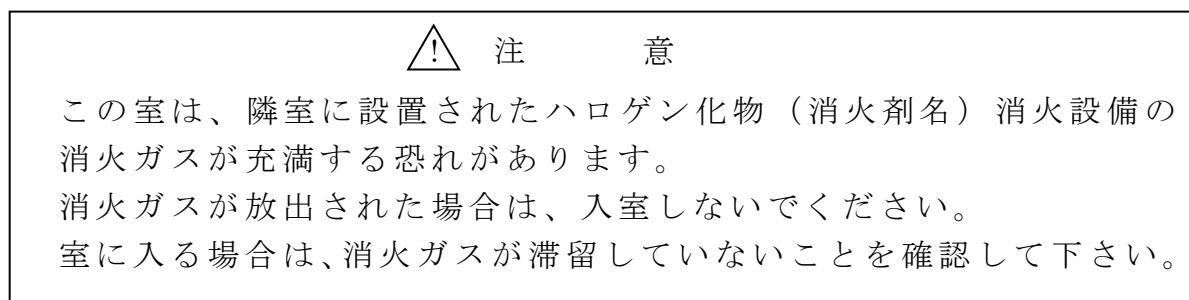 ⚠ 注　意
この室は、隣室に設置されたハロゲン化物（消火剤名）消火設備の
消火ガスが充満する恐れがあります。
消火ガスが放出された場合は、入室しないでください。
室に入る場合は、消火ガスが滞留していないことを確認して下さい。